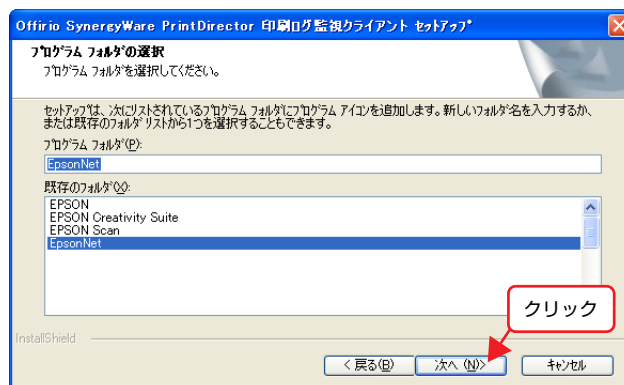 Offirio SynergyWare PrintDirector 印刷ログ監視クライアント セットアップ
プログラム フォルダの選択
プログラム フォルダを選択してください。
セットアップは、次にリストされているプログラム フォルダにプログラム アイコンを追加します。新しいフォルダ名を入力するか、
または既存のフォルダ リストから1つを選択することもできます。
プログラム フォルダ(P):
EpsonNet
既存のフォルダ(X):
EPSON
EPSON Creativity Suite
EPSON Scan
EpsonNet
クリック
InstallShield
< 戻る(B)
次へ (N)>
キャンセル